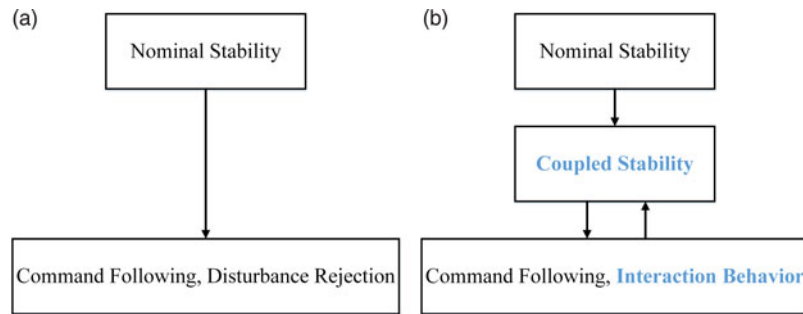 (a)
Nominal Stability
Command Following, Disturbance Rejection
(b)
Nominal Stability
Coupled Stability
Command Following, Interaction Behavior